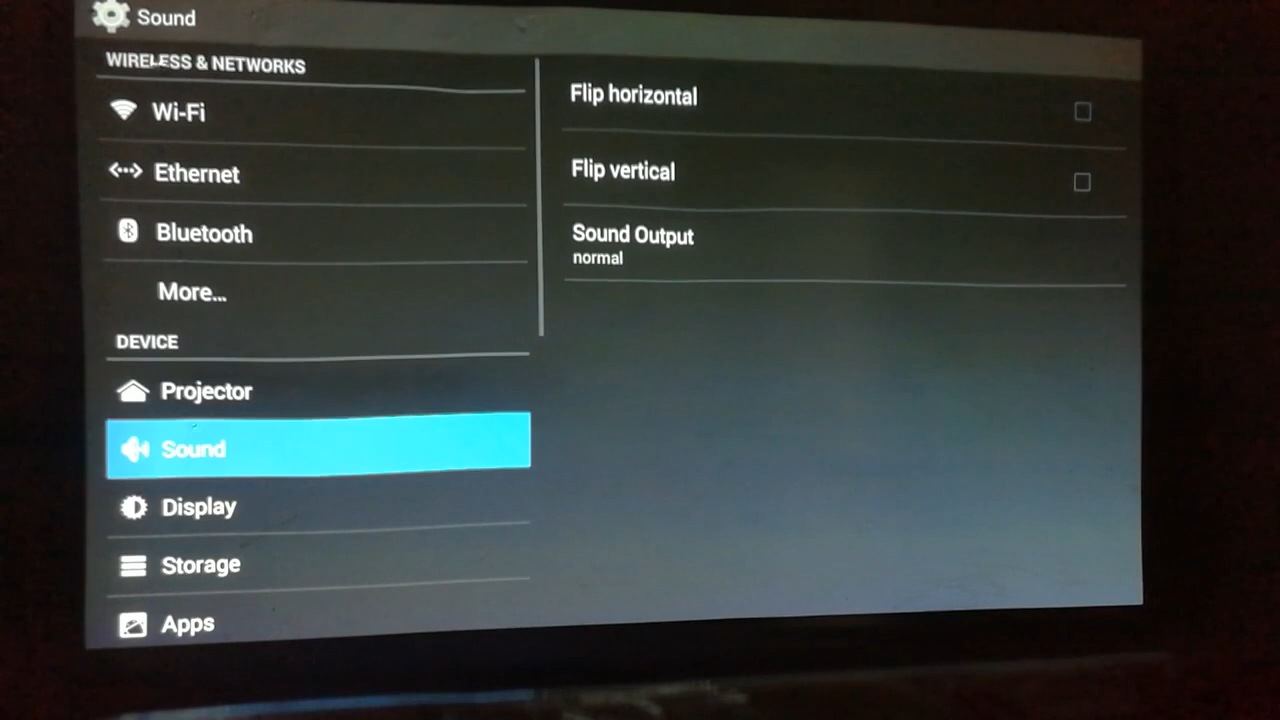 Sound
WIRELESS & NETWORKS
Wi-Fi
Ethernet
Bluetooth
More...
DEVICE
Projector
Sound
Display
Storage
Apps
Flip horizontal
Flip vertical
Sound Output
normal